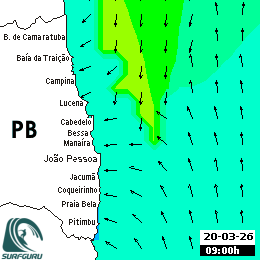 B. de Camaratuba
Baía da Traição
Campina
Lucena
Cabedelo
PB
Bessa
Manaíra
João Pessoa
Jacumã
Coqueirinho
Praia Bela
Pitimbu
20-03-26
09:00h
SURFGURU